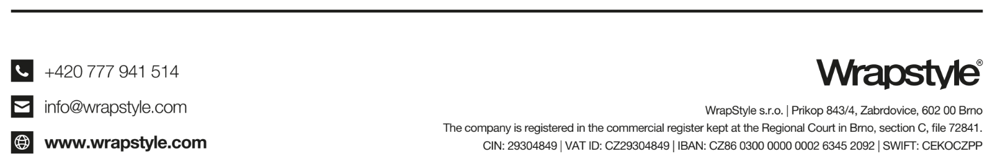 +420 777 941 514
info@wrapstyle.com
www.wrapstyle.com
Wrapstyle®
WrapStyle s.r.o. | Prikop 843/4, Zabrdovice, 602 00 Brno
The company is registered in the commercial register kept at the Regional Court in Brno, section C, file 72841.
CIN: 29304849 | VAT ID: CZ29304849 | IBAN: CZ86 0300 0000 0002 6345 2092 | SWIFT: CEKOCZPP